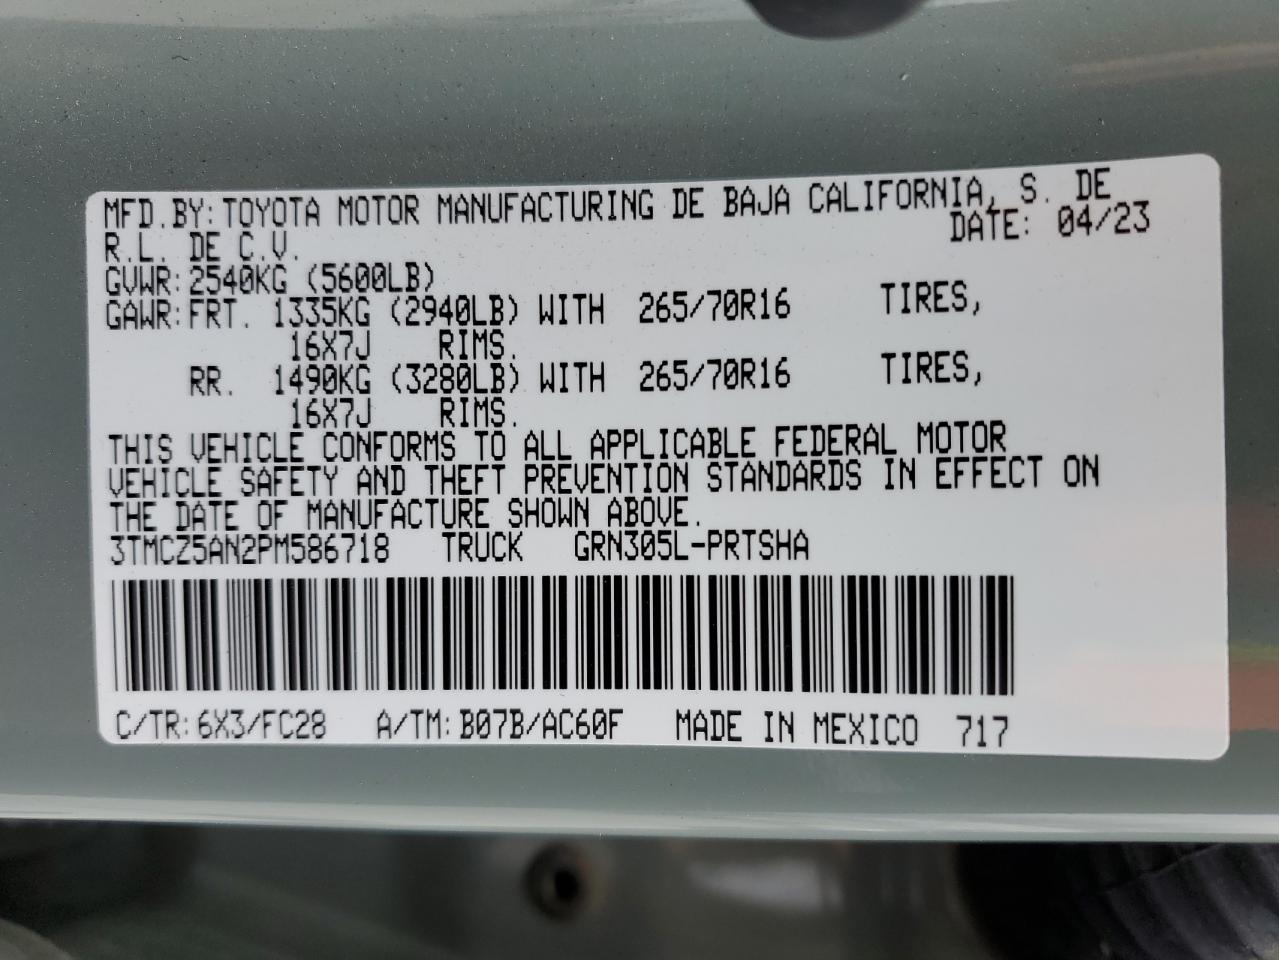 MFD.BY:TOYOTA MOTOR MANUFACTURING DE BAJA CALIFORNIA, S. DE
R.L. DE C.V. DATE: 04/23
GVWR:2540KG (5600LB)
GAWR:FRT. 1335KG (2940LB) WITH 265/70R16 TIRES,
16X7J RIMS.
RR. 1490KG (3280LB) WITH 265/70R16 TIRES,
16X7J RIMS.
THIS VEHICLE CONFORMS TO ALL APPLICABLE FEDERAL MOTOR
VEHICLE SAFETY AND THEFT PREVENTION STANDARDS IN EFFECT ON
THE DATE OF MANUFACTURE SHOWN ABOVE.
3TMCZ5AN2PM586718 TRUCK GRN305L-PRTSHA
C/TR:6X3/FC28 A/TM:B07B/AC60F MADE IN MEXICO 717